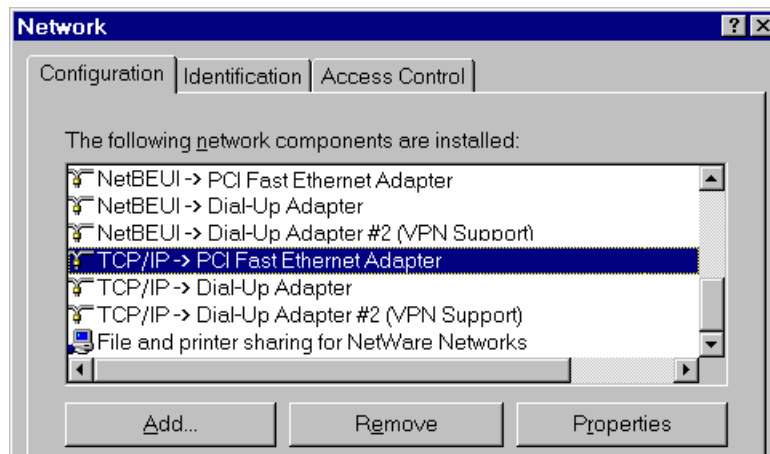 Network
Configuration Identification Access Control
The following network components are installed:
NetBEUI -> PCI Fast Ethernet Adapter
NetBEUI -> Dial-Up Adapter
NetBEUI -> Dial-Up Adapter #2 (VPN Support)
TCP/IP -> PCI Fast Ethernet Adapter
TCP/IP -> Dial-Up Adapter
TCP/IP -> Dial-Up Adapter #2 (VPN Support)
File and printer sharing for NetWare Networks
Add... Remove Properties